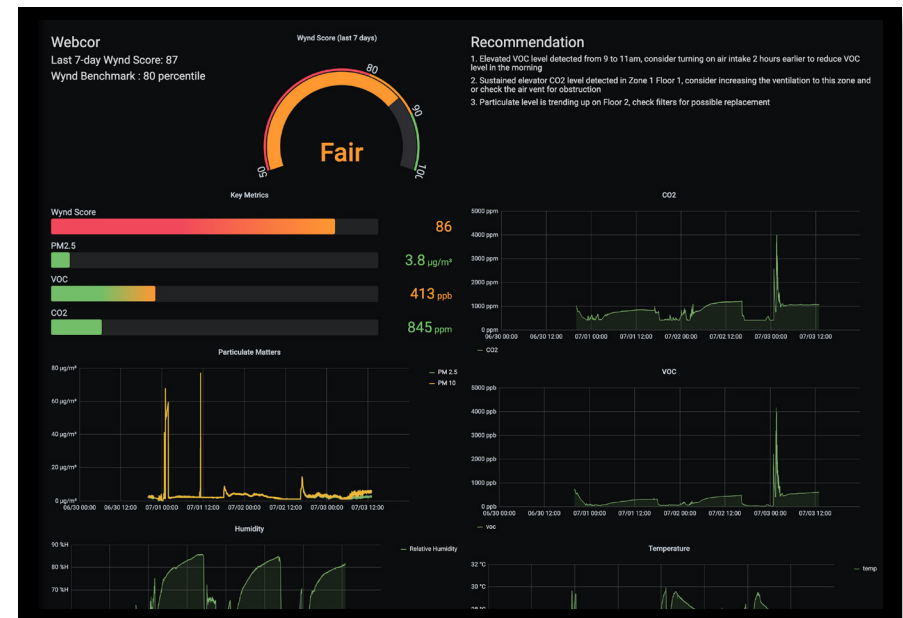 Webcor
Last 7-day Wynd Score: 87
Wynd Benchmark : 80 percentile
Wynd Score (last 7 days)
50
80
90
100
Fair
Recommendation
1. Elevated VOC level detected from 9 to 11am, consider turning on air intake 2 hours earlier to reduce VOC
level in the morning
2. Sustained elevator CO2 level detected in Zone 1 Floor 1, consider increasing the ventilation to this zone and
or check the air vent for obstruction
3. Particulate level is trending up on Floor 2, check filters for possible replacement
Key Metrics
Wynd Score
86
PM2.5
3.8 µg/m³
VOC
413 ppb
CO2
845 ppm
CO2
5000 ppm
4000 ppm
3000 ppm
2000 ppm
1000 ppm
0 ppm
06/30 00:00 06/30 12:00 07/01 00:00 07/01 12:00 07/02 00:00 07/02 12:00 07/03 00:00 07/03 12:00
CO2
Particulate Matters
80 µg/m³
60 µg/m³
40 µg/m³
20 µg/m³
0 µg/m³
06/30 00:00 06/30 12:00 07/01 00:00 07/01 12:00 07/02 00:00 07/02 12:00 07/03 00:00 07/03 12:00
PM 2.5
PM 10
VOC
5000 ppb
4000 ppb
3000 ppb
2000 ppb
1000 ppb
0 ppb
06/30 00:00 06/30 12:00 07/01 00:00 07/01 12:00 07/02 00:00 07/02 12:00 07/03 00:00 07/03 12:00
voc
Humidity
90 %H
80 %H
70 %H
Relative Humidity
Temperature
32 °C
30 °C
temp